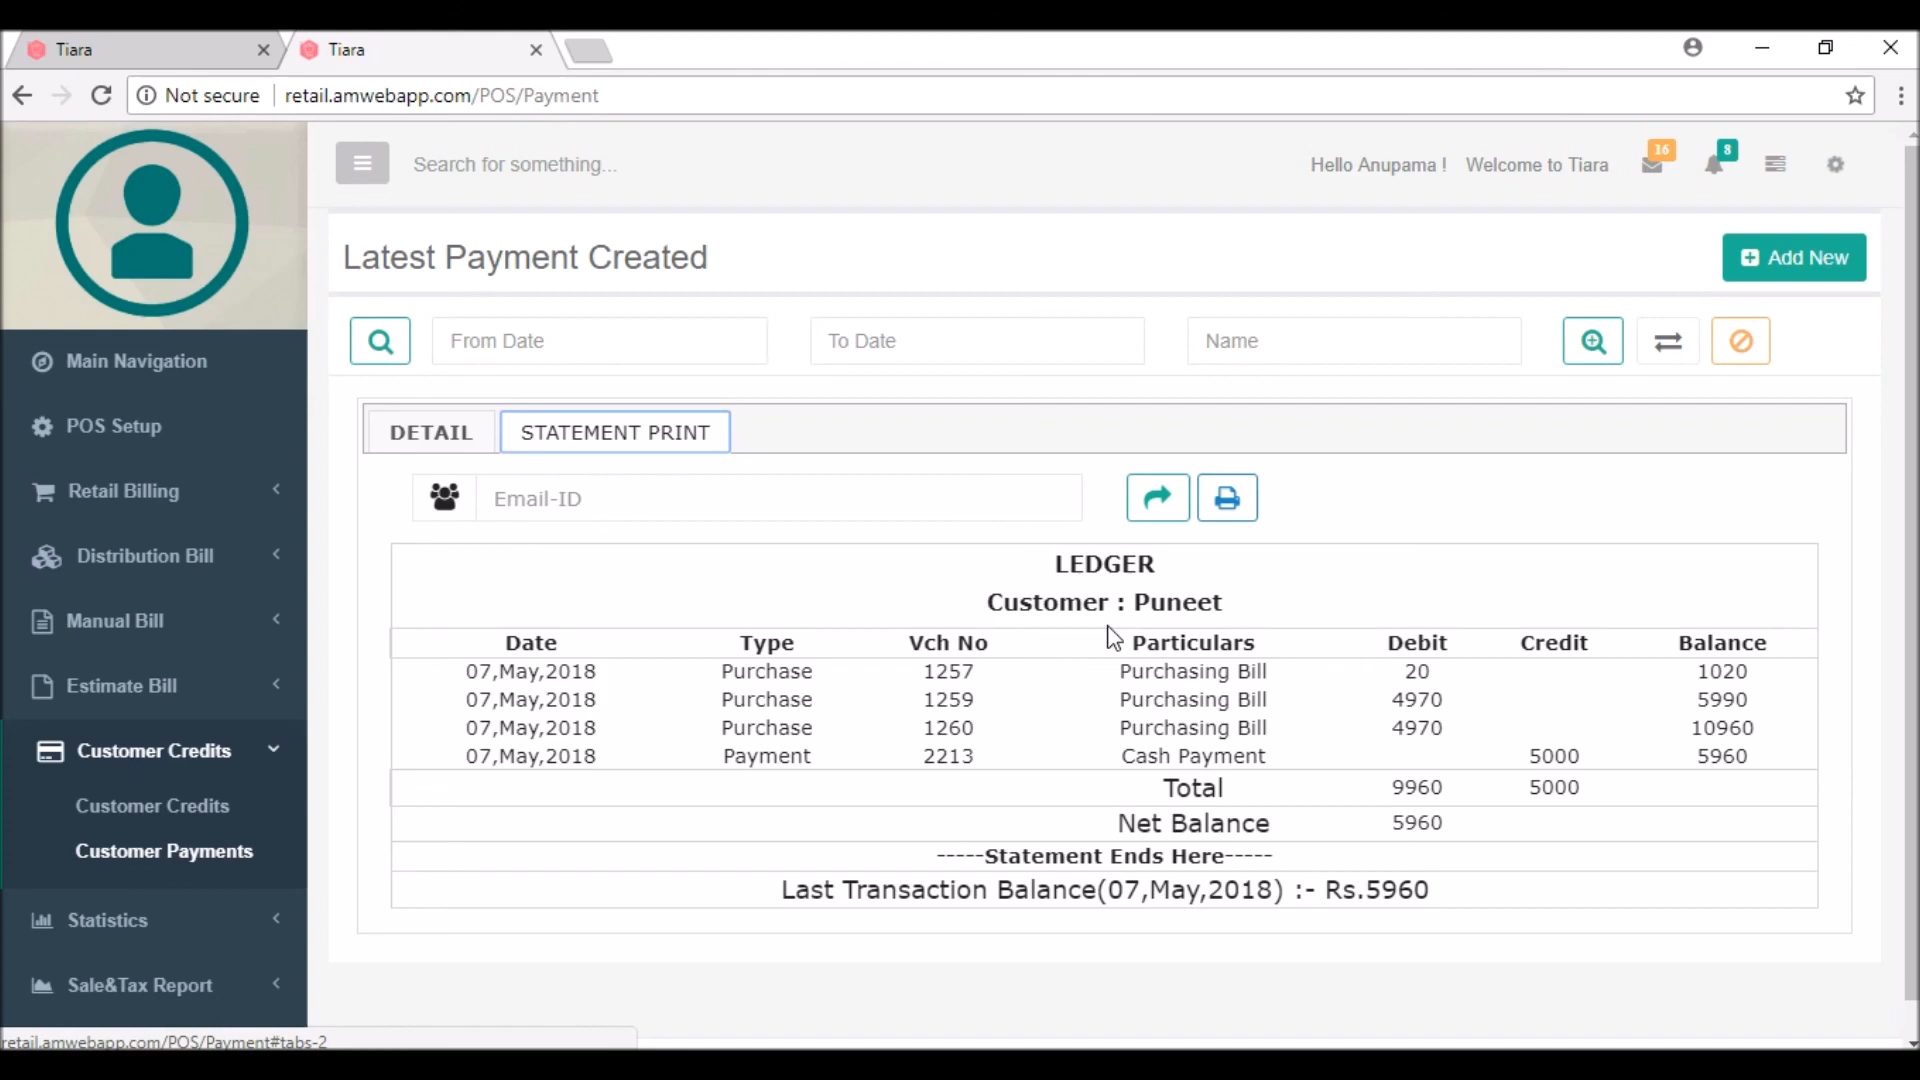 Tiara
Tiara
Not secure retail.amwebapp.com/POS/Payment
Search for something...
Hello Anupama ! Welcome to Tiara 16 8
Latest Payment Created
Add New
From Date To Date Name
DETAIL STATEMENT PRINT
Email-ID
LEDGER
Customer : Puneet
Date Type Vch No Particulars Debit Credit Balance
07,May,2018 Purchase 1257 Purchasing Bill 20 1020
07,May,2018 Purchase 1259 Purchasing Bill 4970 5990
07,May,2018 Purchase 1260 Purchasing Bill 4970 10960
07,May,2018 Payment 2213 Cash Payment 5000 5960
Total 9960 5000
Net Balance 5960
-----Statement Ends Here-----
Last Transaction Balance(07,May,2018) :- Rs.5960
Main Navigation
POS Setup
Retail Billing
Distribution Bill
Manual Bill
Estimate Bill
Customer Credits
Customer Credits
Customer Payments
Statistics
Sale&Tax Report
retail.amwebapp.com/POS/Payment#tabs-2